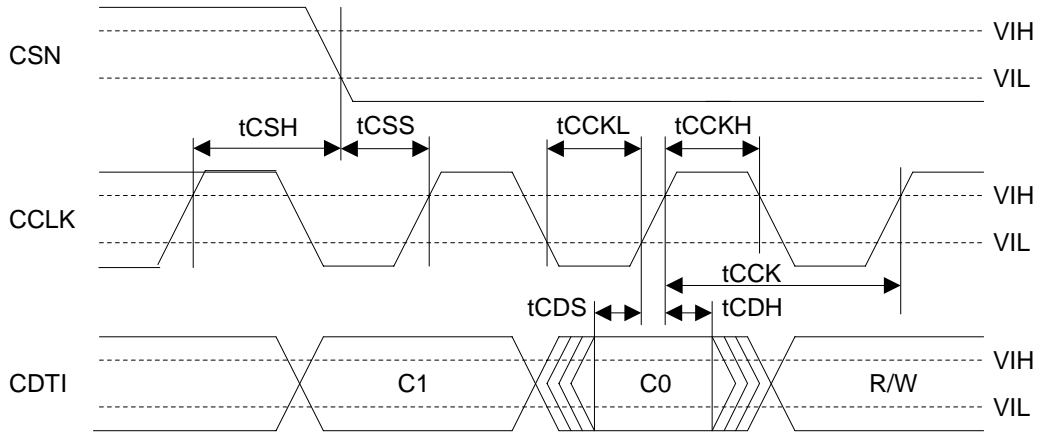 CSN
VIH
VIL
tCSH
tCSS
tCCKL
tCCKH
CCLK
VIH
VIL
tCCK
tCDS
tCDH
CDTI
C1
C0
R/W
VIH
VIL